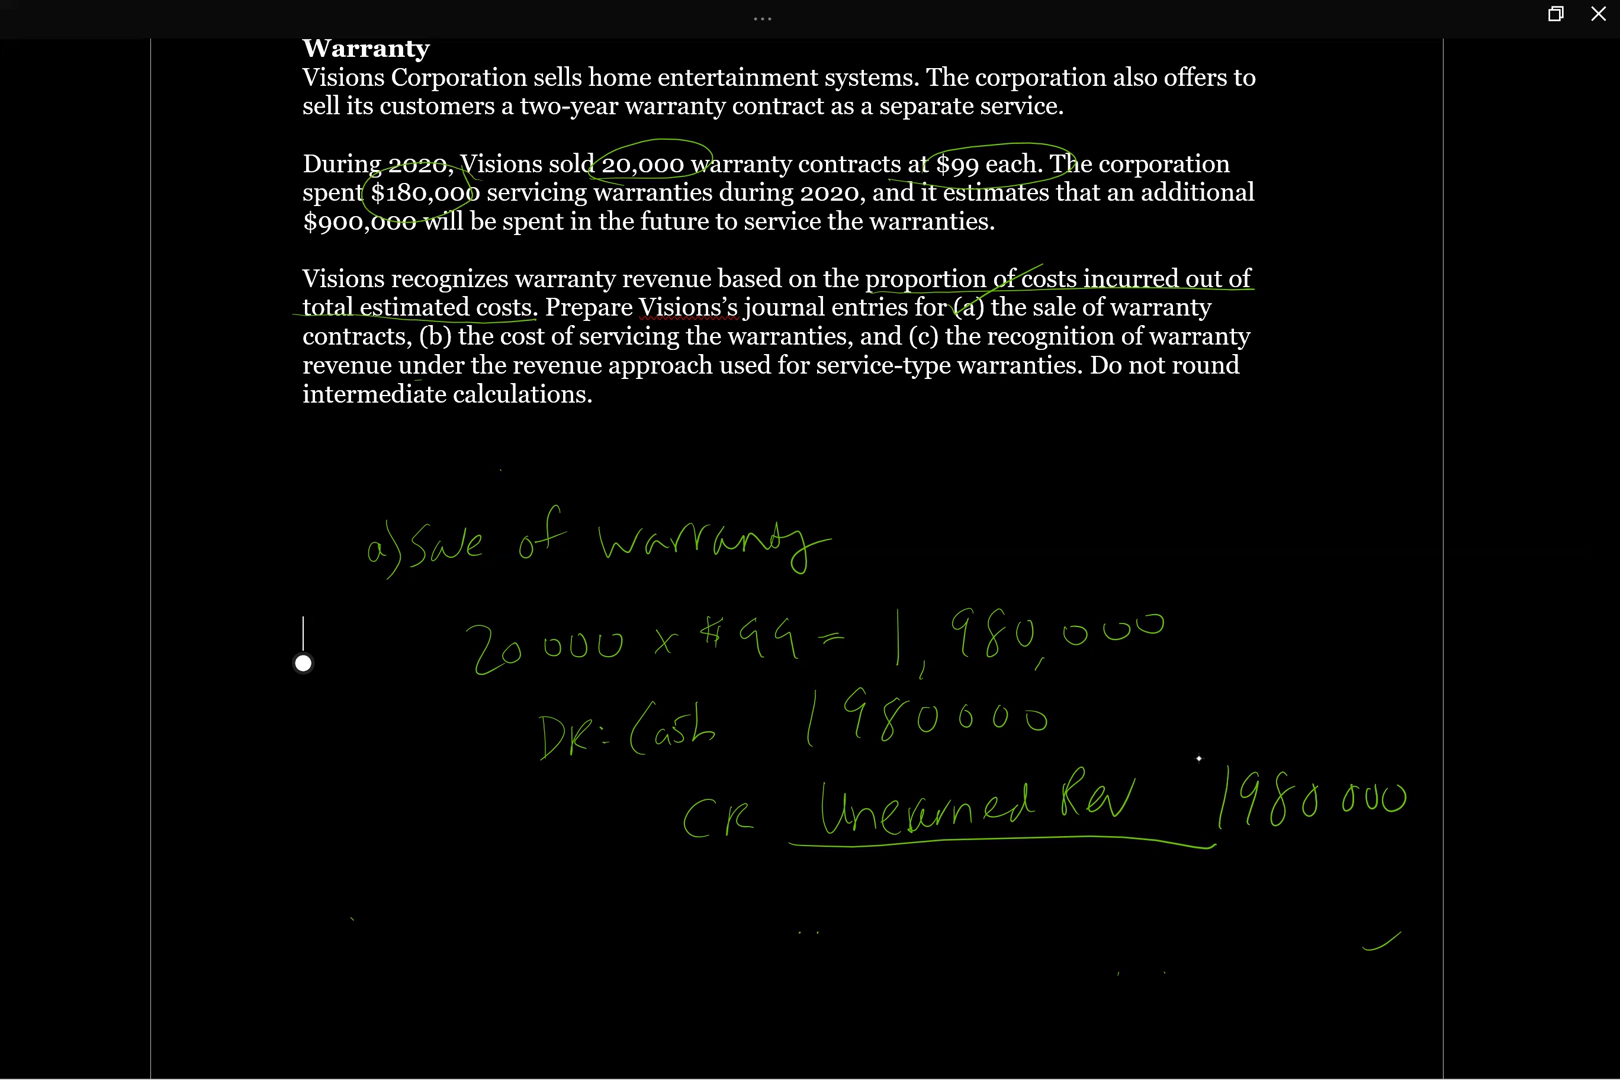 Warranty
Visions Corporation sells home entertainment systems. The corporation also offers to
sell its customers a two-year warranty contract as a separate service.
During 2020, Visions sold 20,000 warranty contracts at $99 each. The corporation
spent $180,000 servicing warranties during 2020, and it estimates that an additional
$900,000 will be spent in the future to service the warranties.
Visions recognizes warranty revenue based on the proportion of costs incurred out of
total estimated costs. Prepare Visions’s journal entries for (a) the sale of warranty
contracts, (b) the cost of servicing the warranties, and (c) the recognition of warranty
revenue under the revenue approach used for service-type warranties. Do not round
intermediate calculations.
a) Sale of warranty
20 000 x $99 = 1,980,000
DR: Cash 1980000
CR Unearned Rev 1980 000